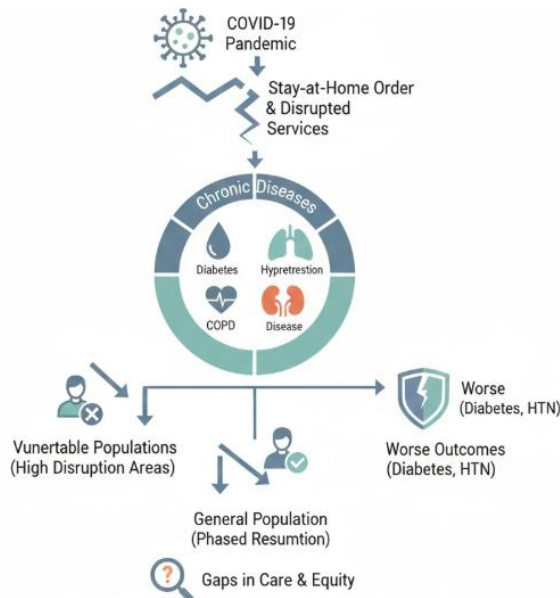 COVID-19
Pandemic
Stay-at-Home Order
& Disrupted
Services
Chronic Diseases
Diabetes
Hypretrestion
COPD
Disease
Worse
(Diabetes, HTN)
Vunertable Populations
(High Disruption Areas)
Worse Outcomes
(Diabetes, HTN)
General Population
(Phased Resumtion)
?
Gaps in Care & Equity